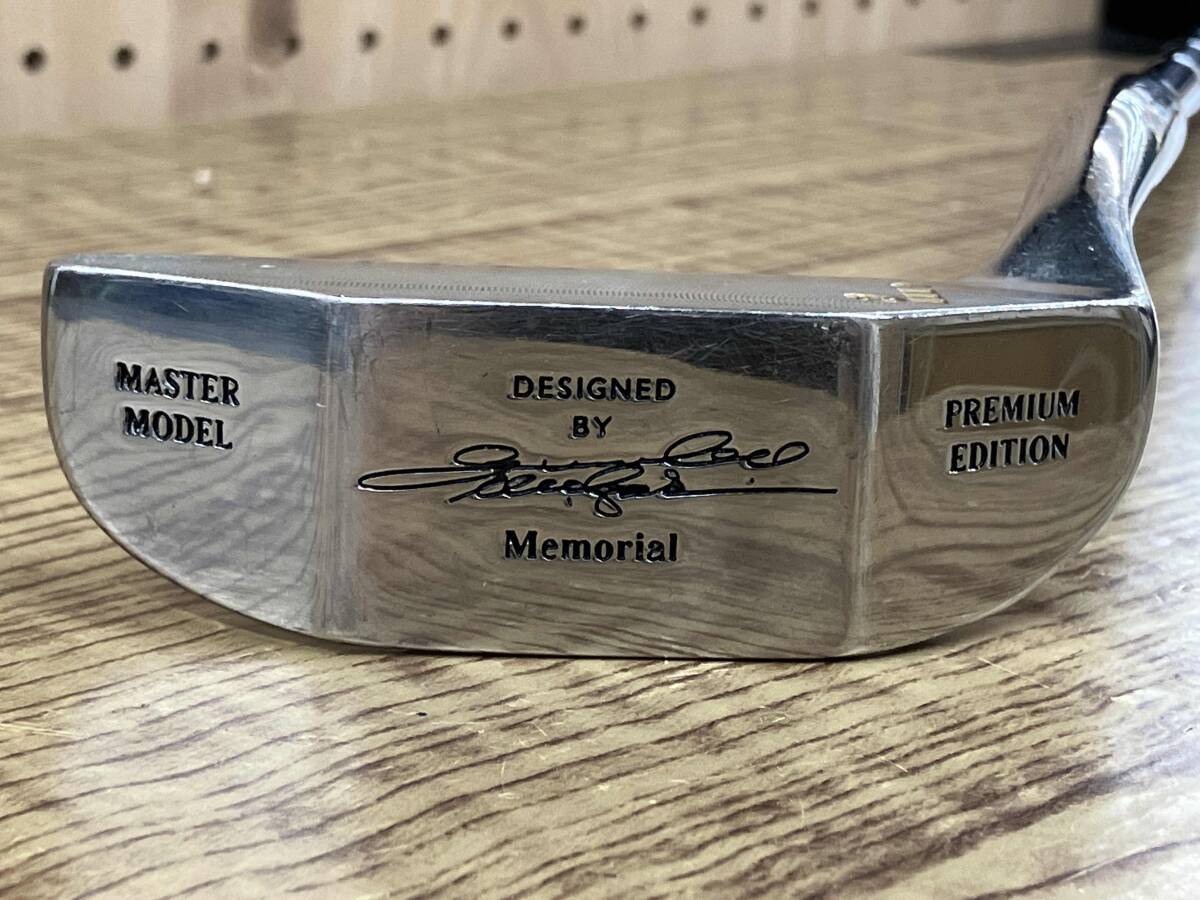 MASTER
MODEL
DESIGNED
BY
Memorial
PREMIUM
EDITION